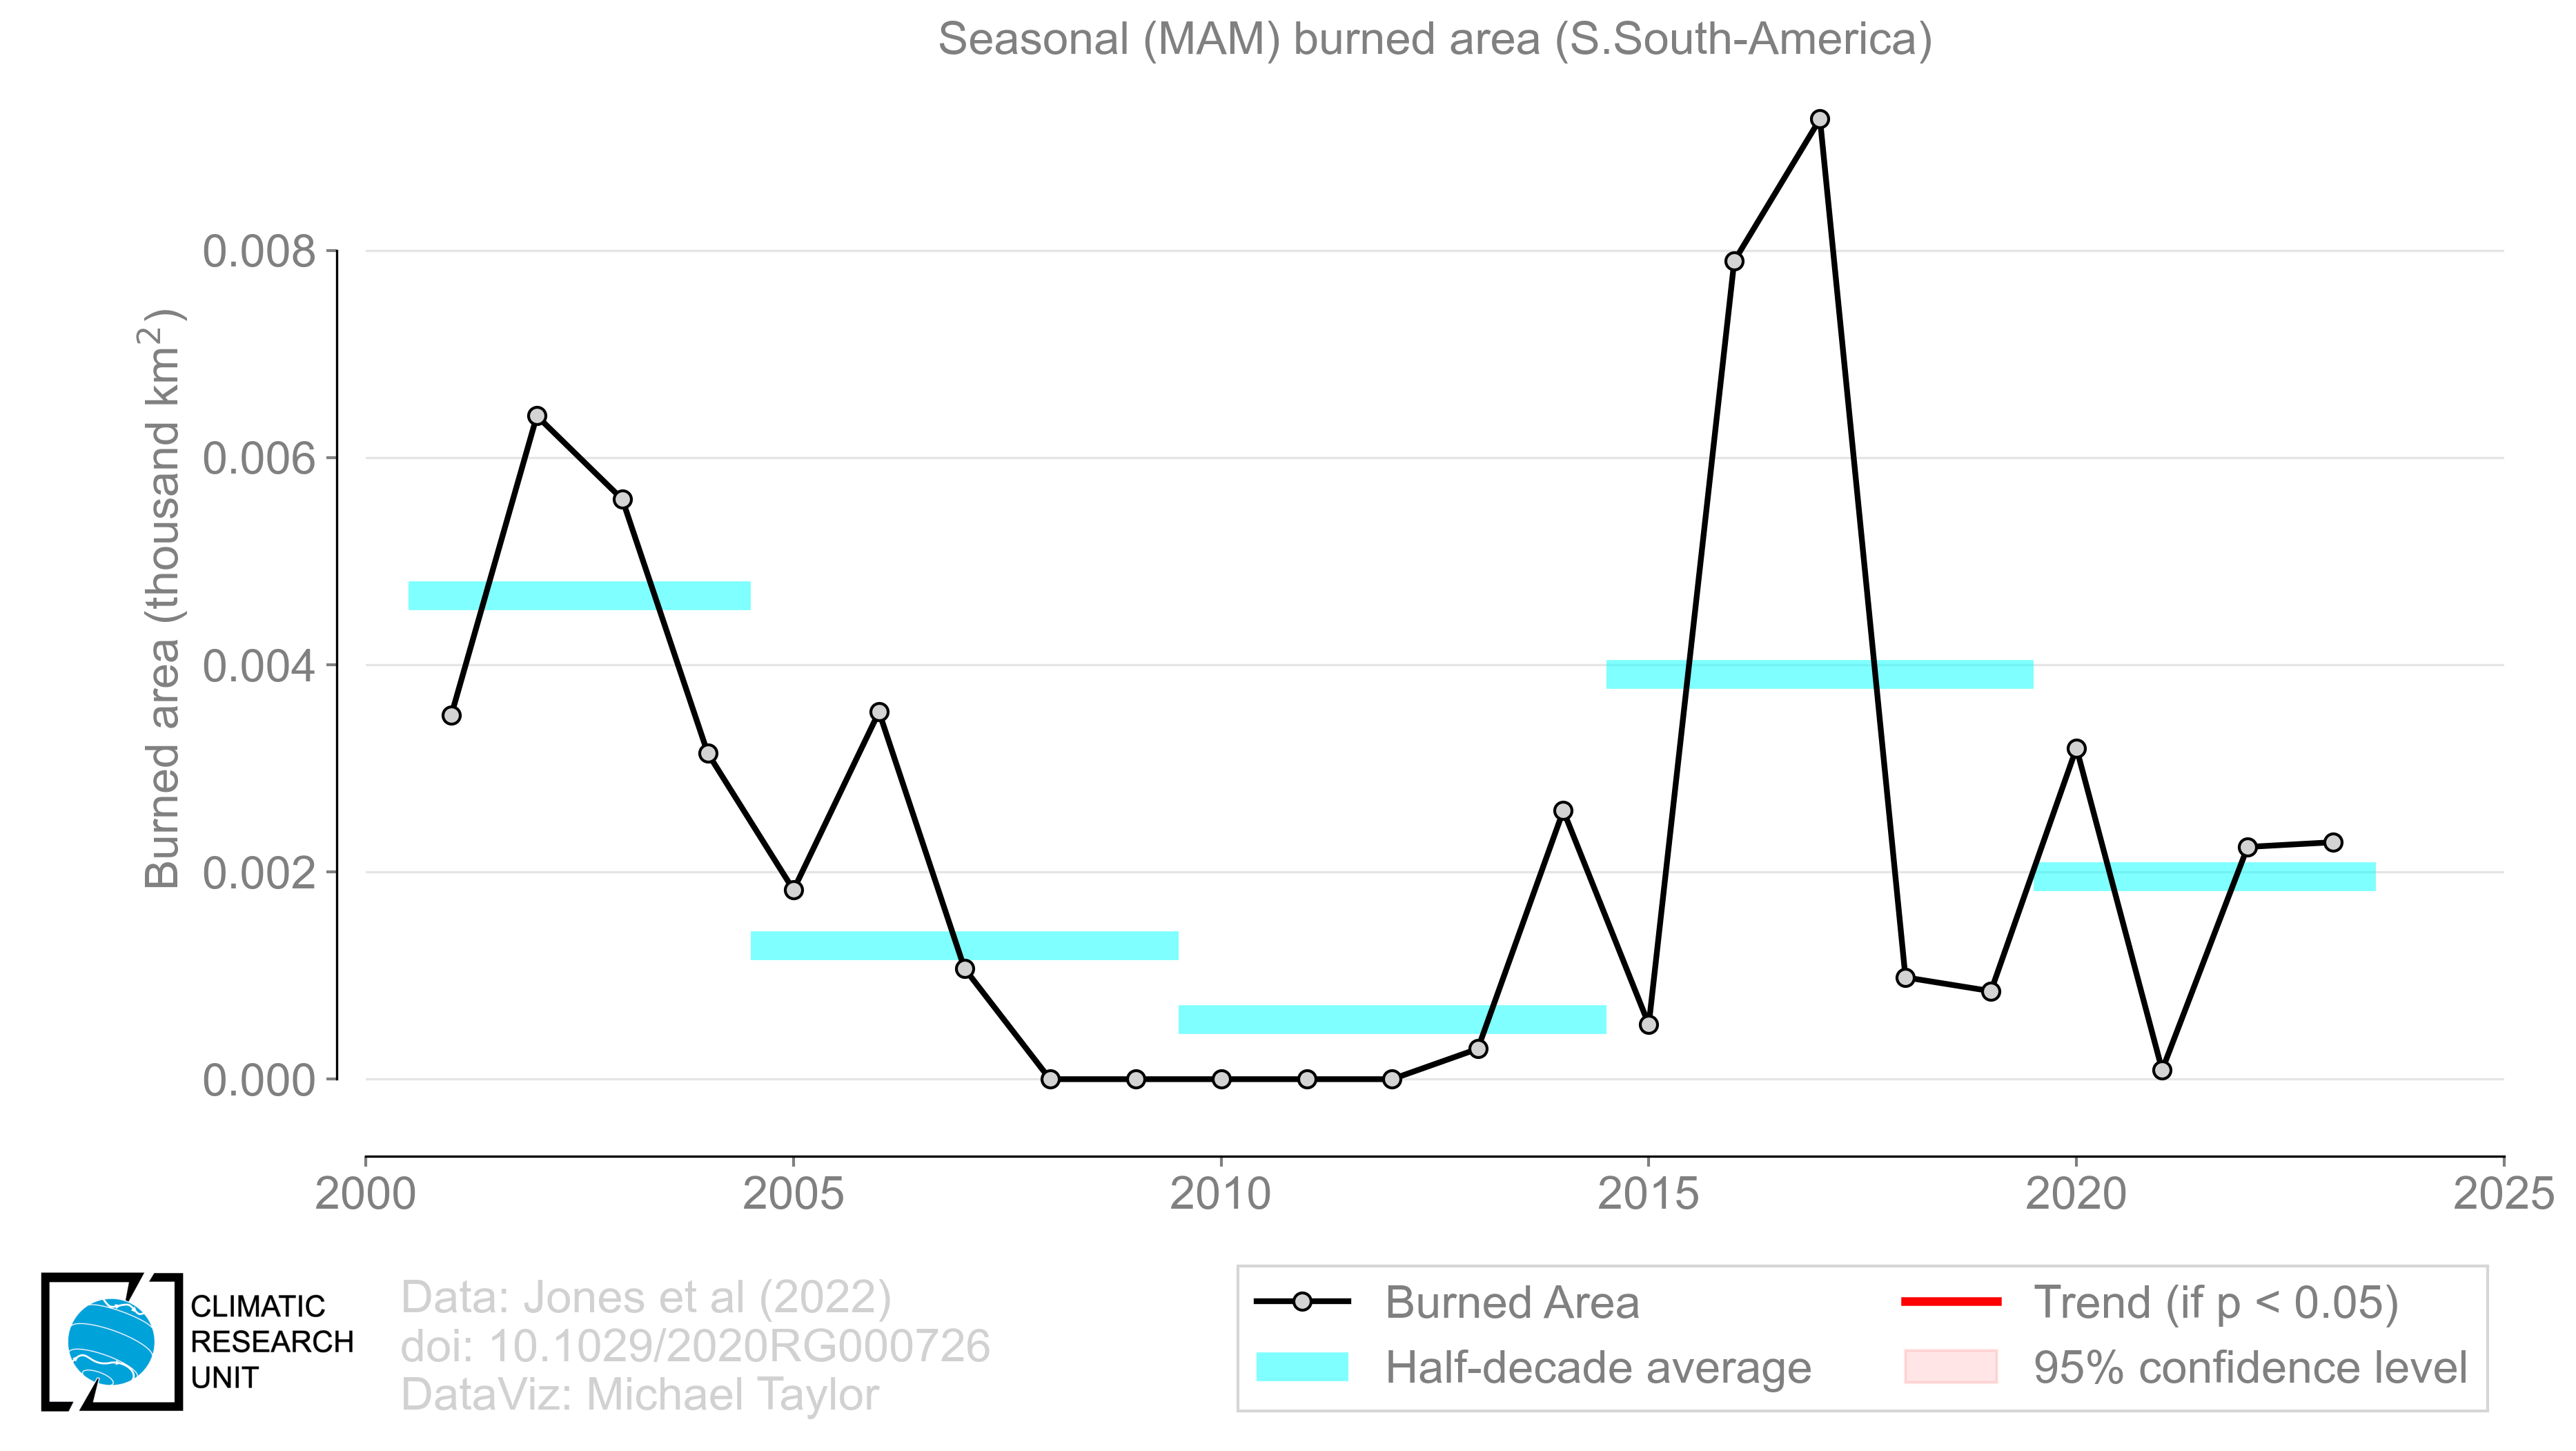 Seasonal (MAM) burned area (S.South-America)
Burned area (thousand km²)
0.008
0.006
0.004
0.002
0.000
2000
2005
2010
2015
2020
2025
CLIMATIC
RESEARCH
UNIT
Data: Jones et al (2022)
doi: 10.1029/2020RG000726
DataViz: Michael Taylor
Burned Area
Half-decade average
Trend (if p < 0.05)
95% confidence level